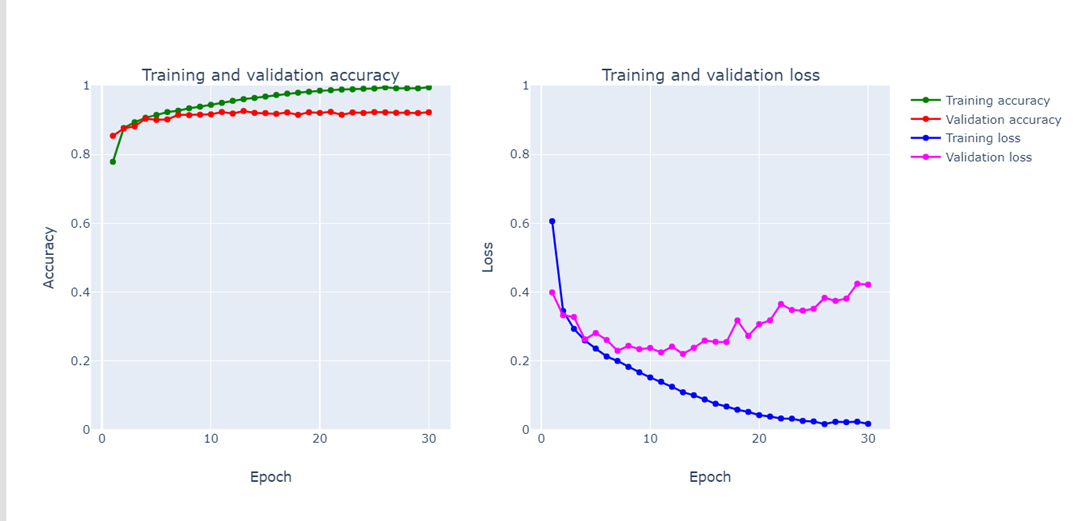 Training and validation accuracy
1
0.8
0.6
0.4
0.2
0
0
10
20
30
Accuracy
Epoch
Training and validation loss
1
0.8
0.6
0.4
0.2
0
0
10
20
30
Loss
Epoch
Training accuracy
Validation accuracy
Training loss
Validation loss